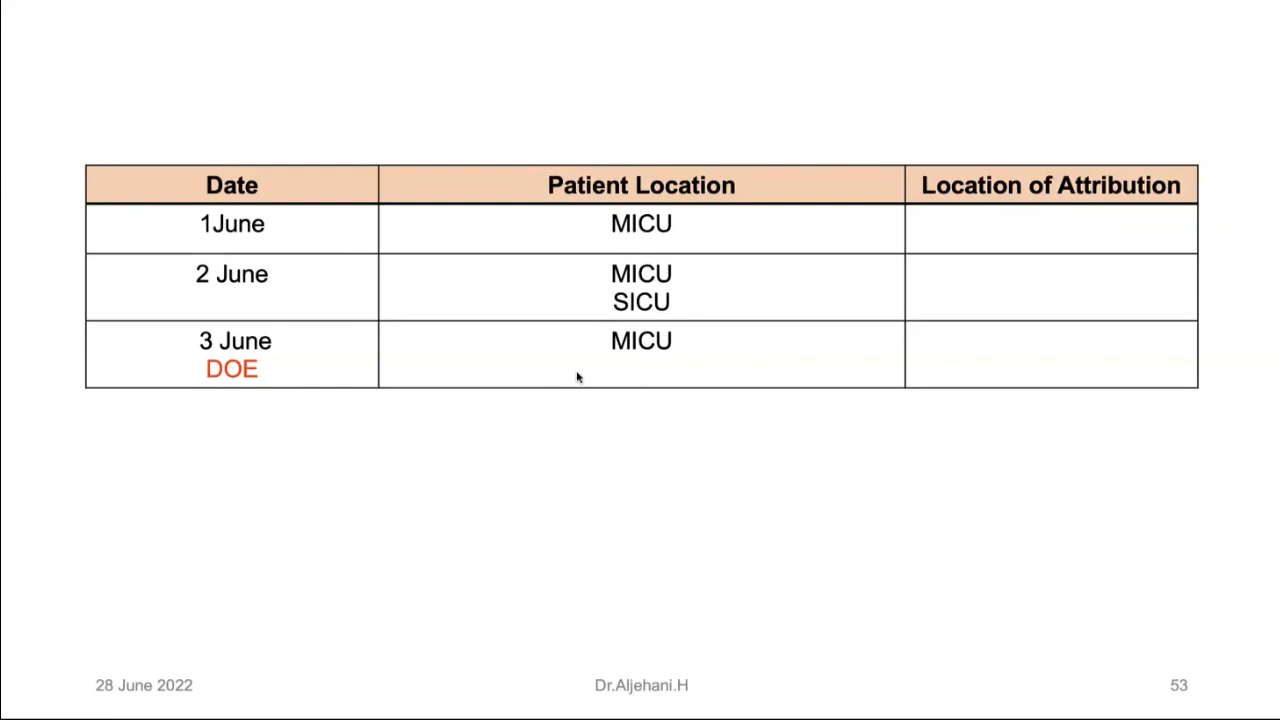 Date Patient Location Location of Attribution
1June MICU
2 June MICU
SICU
3 June MICU
DOE
28 June 2022 Dr.Aljehani.H 53